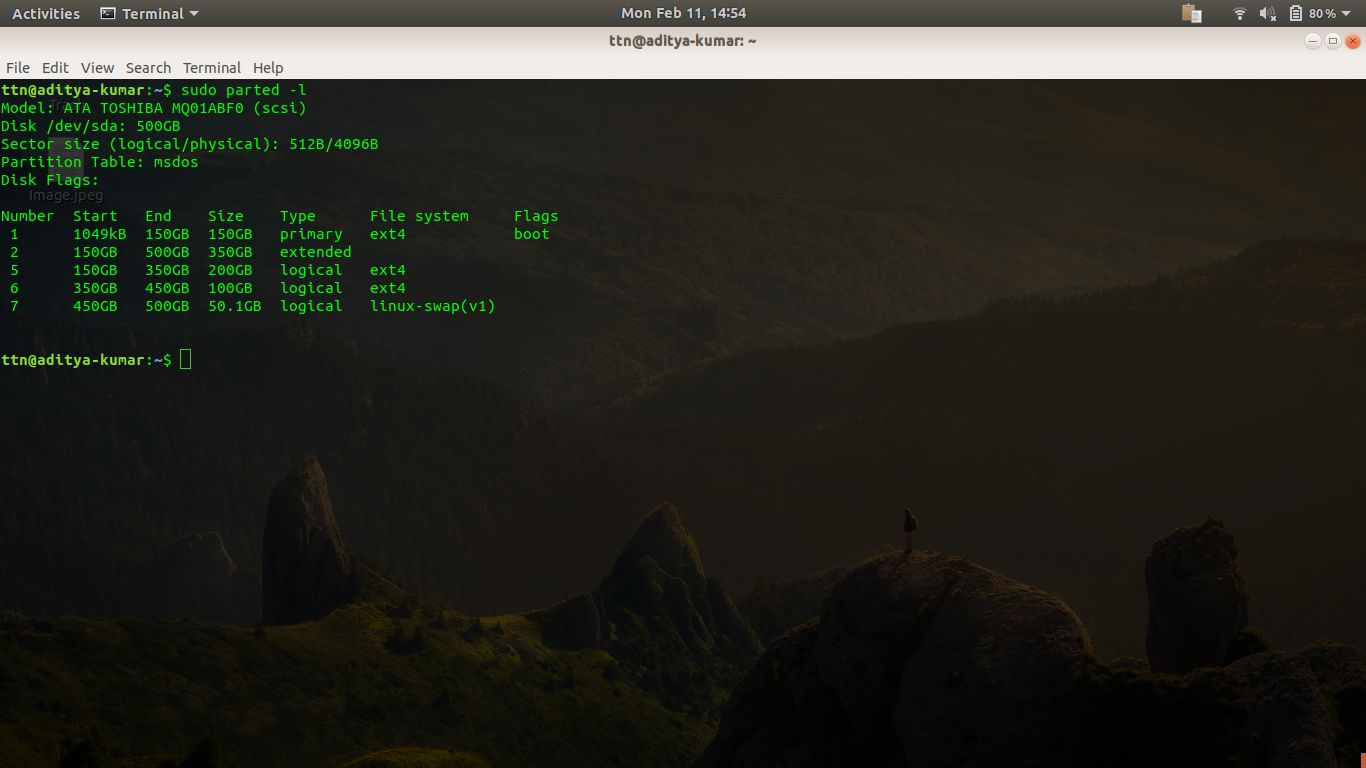 Activities Terminal Mon Feb 11, 14:54 80%
ttn@aditya-kumar: ~
File Edit View Search Terminal Help
ttn@aditya-kumar:~$ sudo parted -l
Model: ATA TOSHIBA MQ01ABF0 (scsi)
Disk /dev/sda: 500GB
Sector size (logical/physical): 512B/4096B
Partition Table: msdos
Disk Flags:
Image.jpeg
Number Start End Size Type File system Flags
1 1049kB 150GB 150GB primary ext4 boot
2 150GB 500GB 350GB extended
5 150GB 350GB 200GB logical ext4
6 350GB 450GB 100GB logical ext4
7 450GB 500GB 50.1GB logical linux-swap(v1)
ttn@aditya-kumar:~$